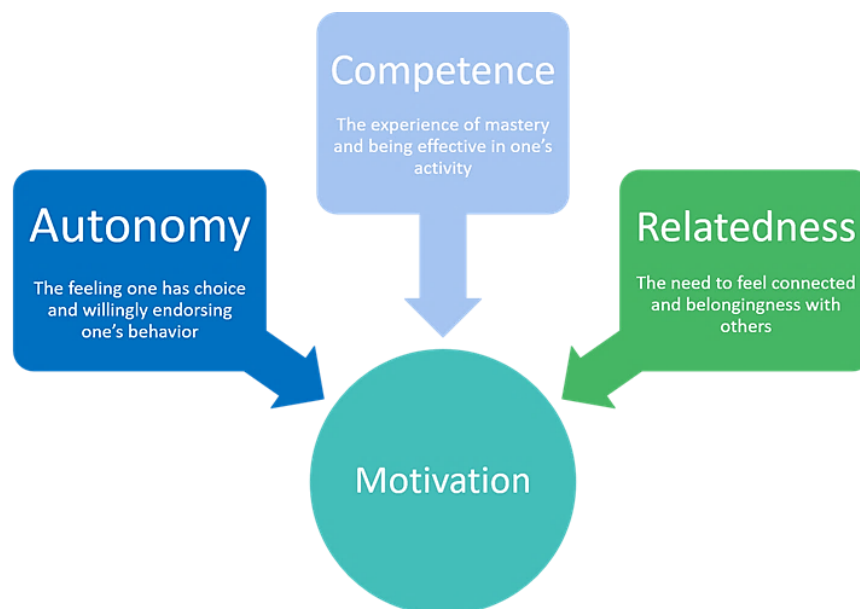 Competence
The experience of mastery
and being effective in one's
activity
Autonomy
The feeling one has choice
and willingly endorsing
one's behavior
Relatedness
The need to feel connected
and belongingness with
others
Motivation